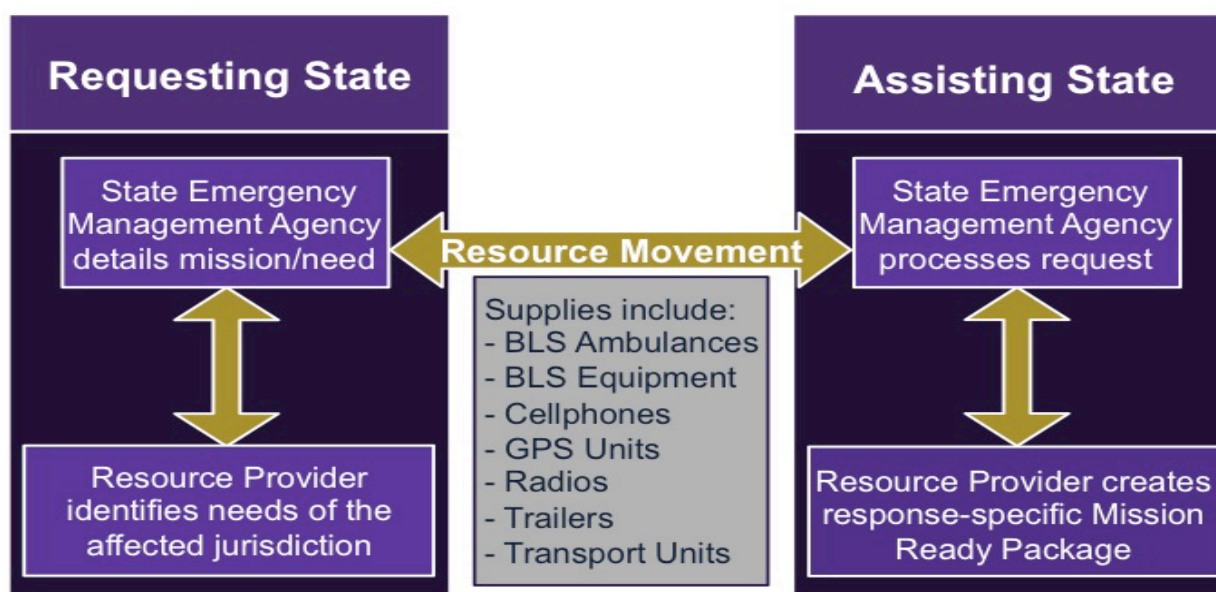 Requesting State
State Emergency
Management Agency
details mission/need
Resource Provider
identifies needs of the
affected jurisdiction
Resource Movement
Supplies include:
- BLS Ambulances
- BLS Equipment
- Cellphones
- GPS Units
- Radios
- Trailers
- Transport Units
Assisting State
State Emergency
Management Agency
processes request
Resource Provider creates
response-specific Mission
Ready Package